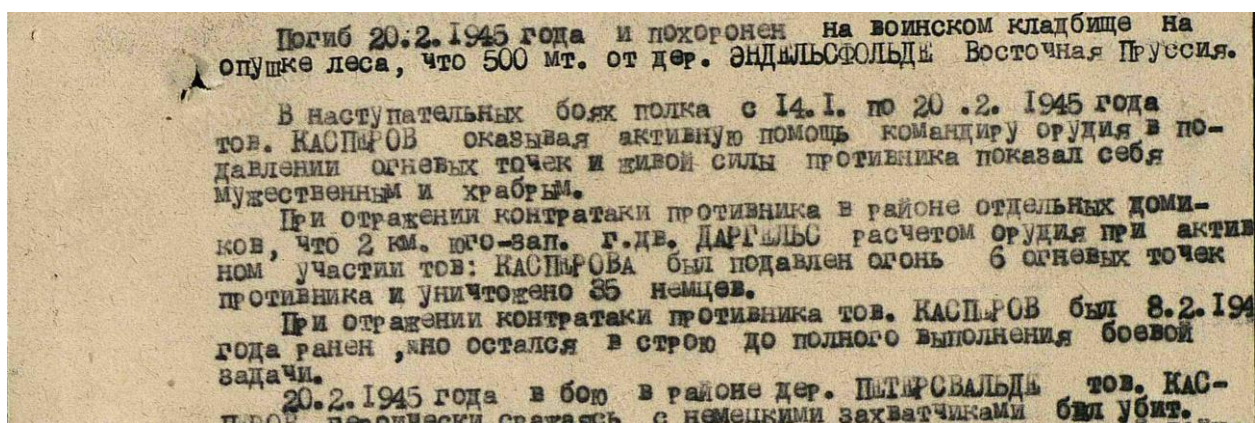 Погиб 20.2.1945 года и похоронен на воинском кладбище на
опушке леса, что 500 мт. от дер. ЭНДЕЛЬСФОЛЬДЕ Восточная Пруссия.
В наступательных боях полка с 14.I. по 20 .2. 1945 года
тов. КАСПЕРОВ оказывая активную помощь командиру орудия в по-
давлении огневых точек и живой силы противника показал себя
мужественным и храбрым.
При отражении контратаки противника в районе отдельных доми-
ков, что 2 км. юго-зап. г.дв. ДАРГЕЛЬС расчетом орудия при актив
ном участии тов: КАСПЕРОВА был подавлен огонь 6 огневых точек
противника и уничтожено 35 немцев.
При отражении контратаки противника тов. КАСПЕРОВ был 8.2.194
года ранен ,но остался в строю до полного выполнения боевой
задачи.
20.2.1945 года в бою в районе дер. ПЕТЕРСВАЛЬДЕ тов. КАС-
ПЕРОВ героически сражаясь с немецкими захватчиками был убит.